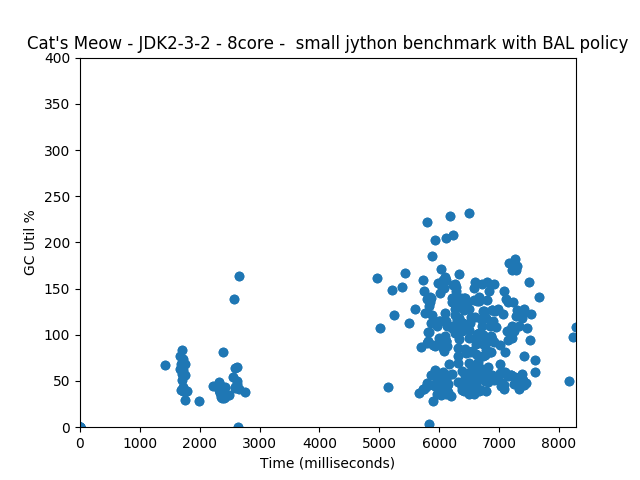 Cat's Meow - JDK2-3-2 - 8core -  small jython benchmark with BAL policy
400
350
300
250
200
150
100
50
0
GC Util %
0 1000 2000 3000 4000 5000 6000 7000 8000
Time (milliseconds)